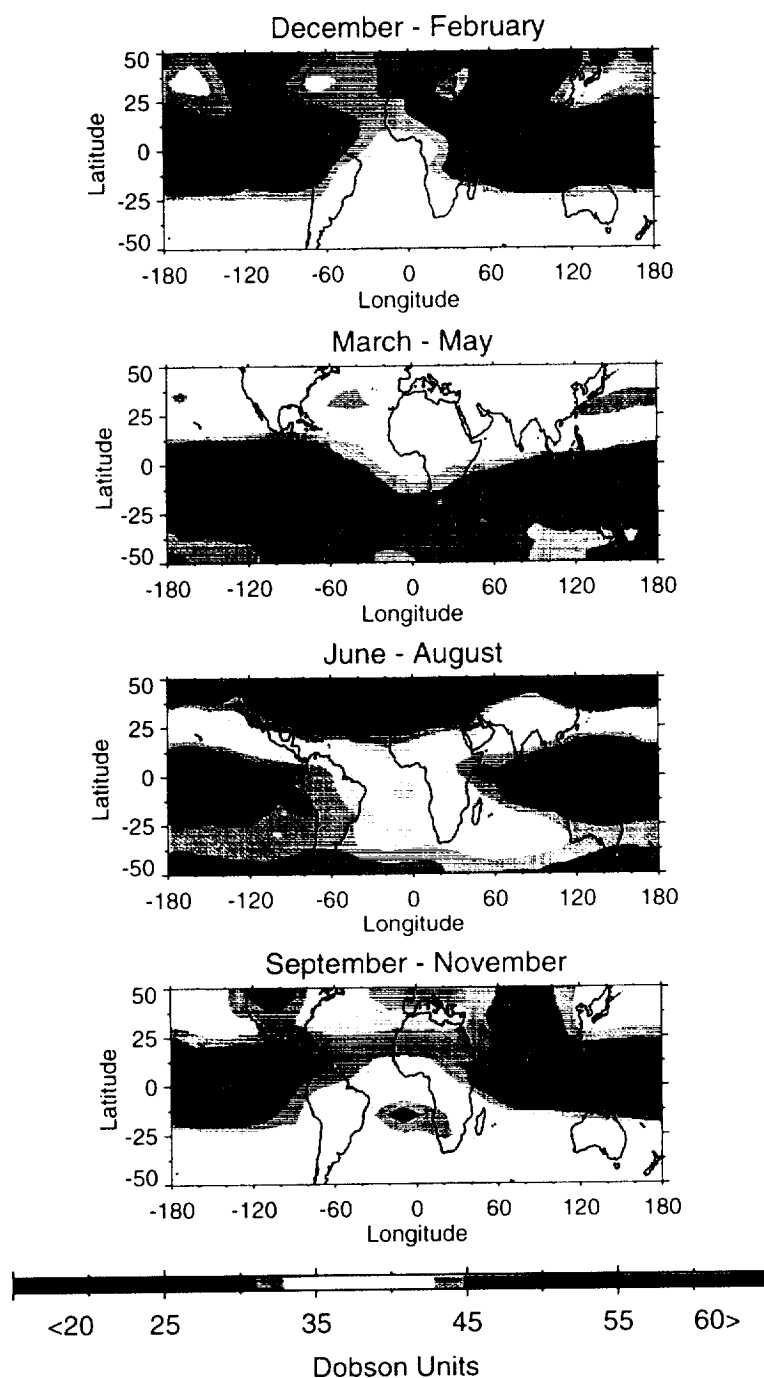 December - February
50
25
0
-25
-50
Latitude
-180 -120 -60 0 60 120 180
Longitude
March - May
50
25
0
-25
-50
Latitude
-180 -120 -60 0 60 120 180
Longitude
June - August
50
25
0
-25
-50
Latitude
-180 -120 -60 0 60 120 180
Longitude
September - November
50
25
0
-25
-50
Latitude
-180 -120 -60 0 60 120 180
Longitude
<20 25 35 45 55 60>
Dobson Units